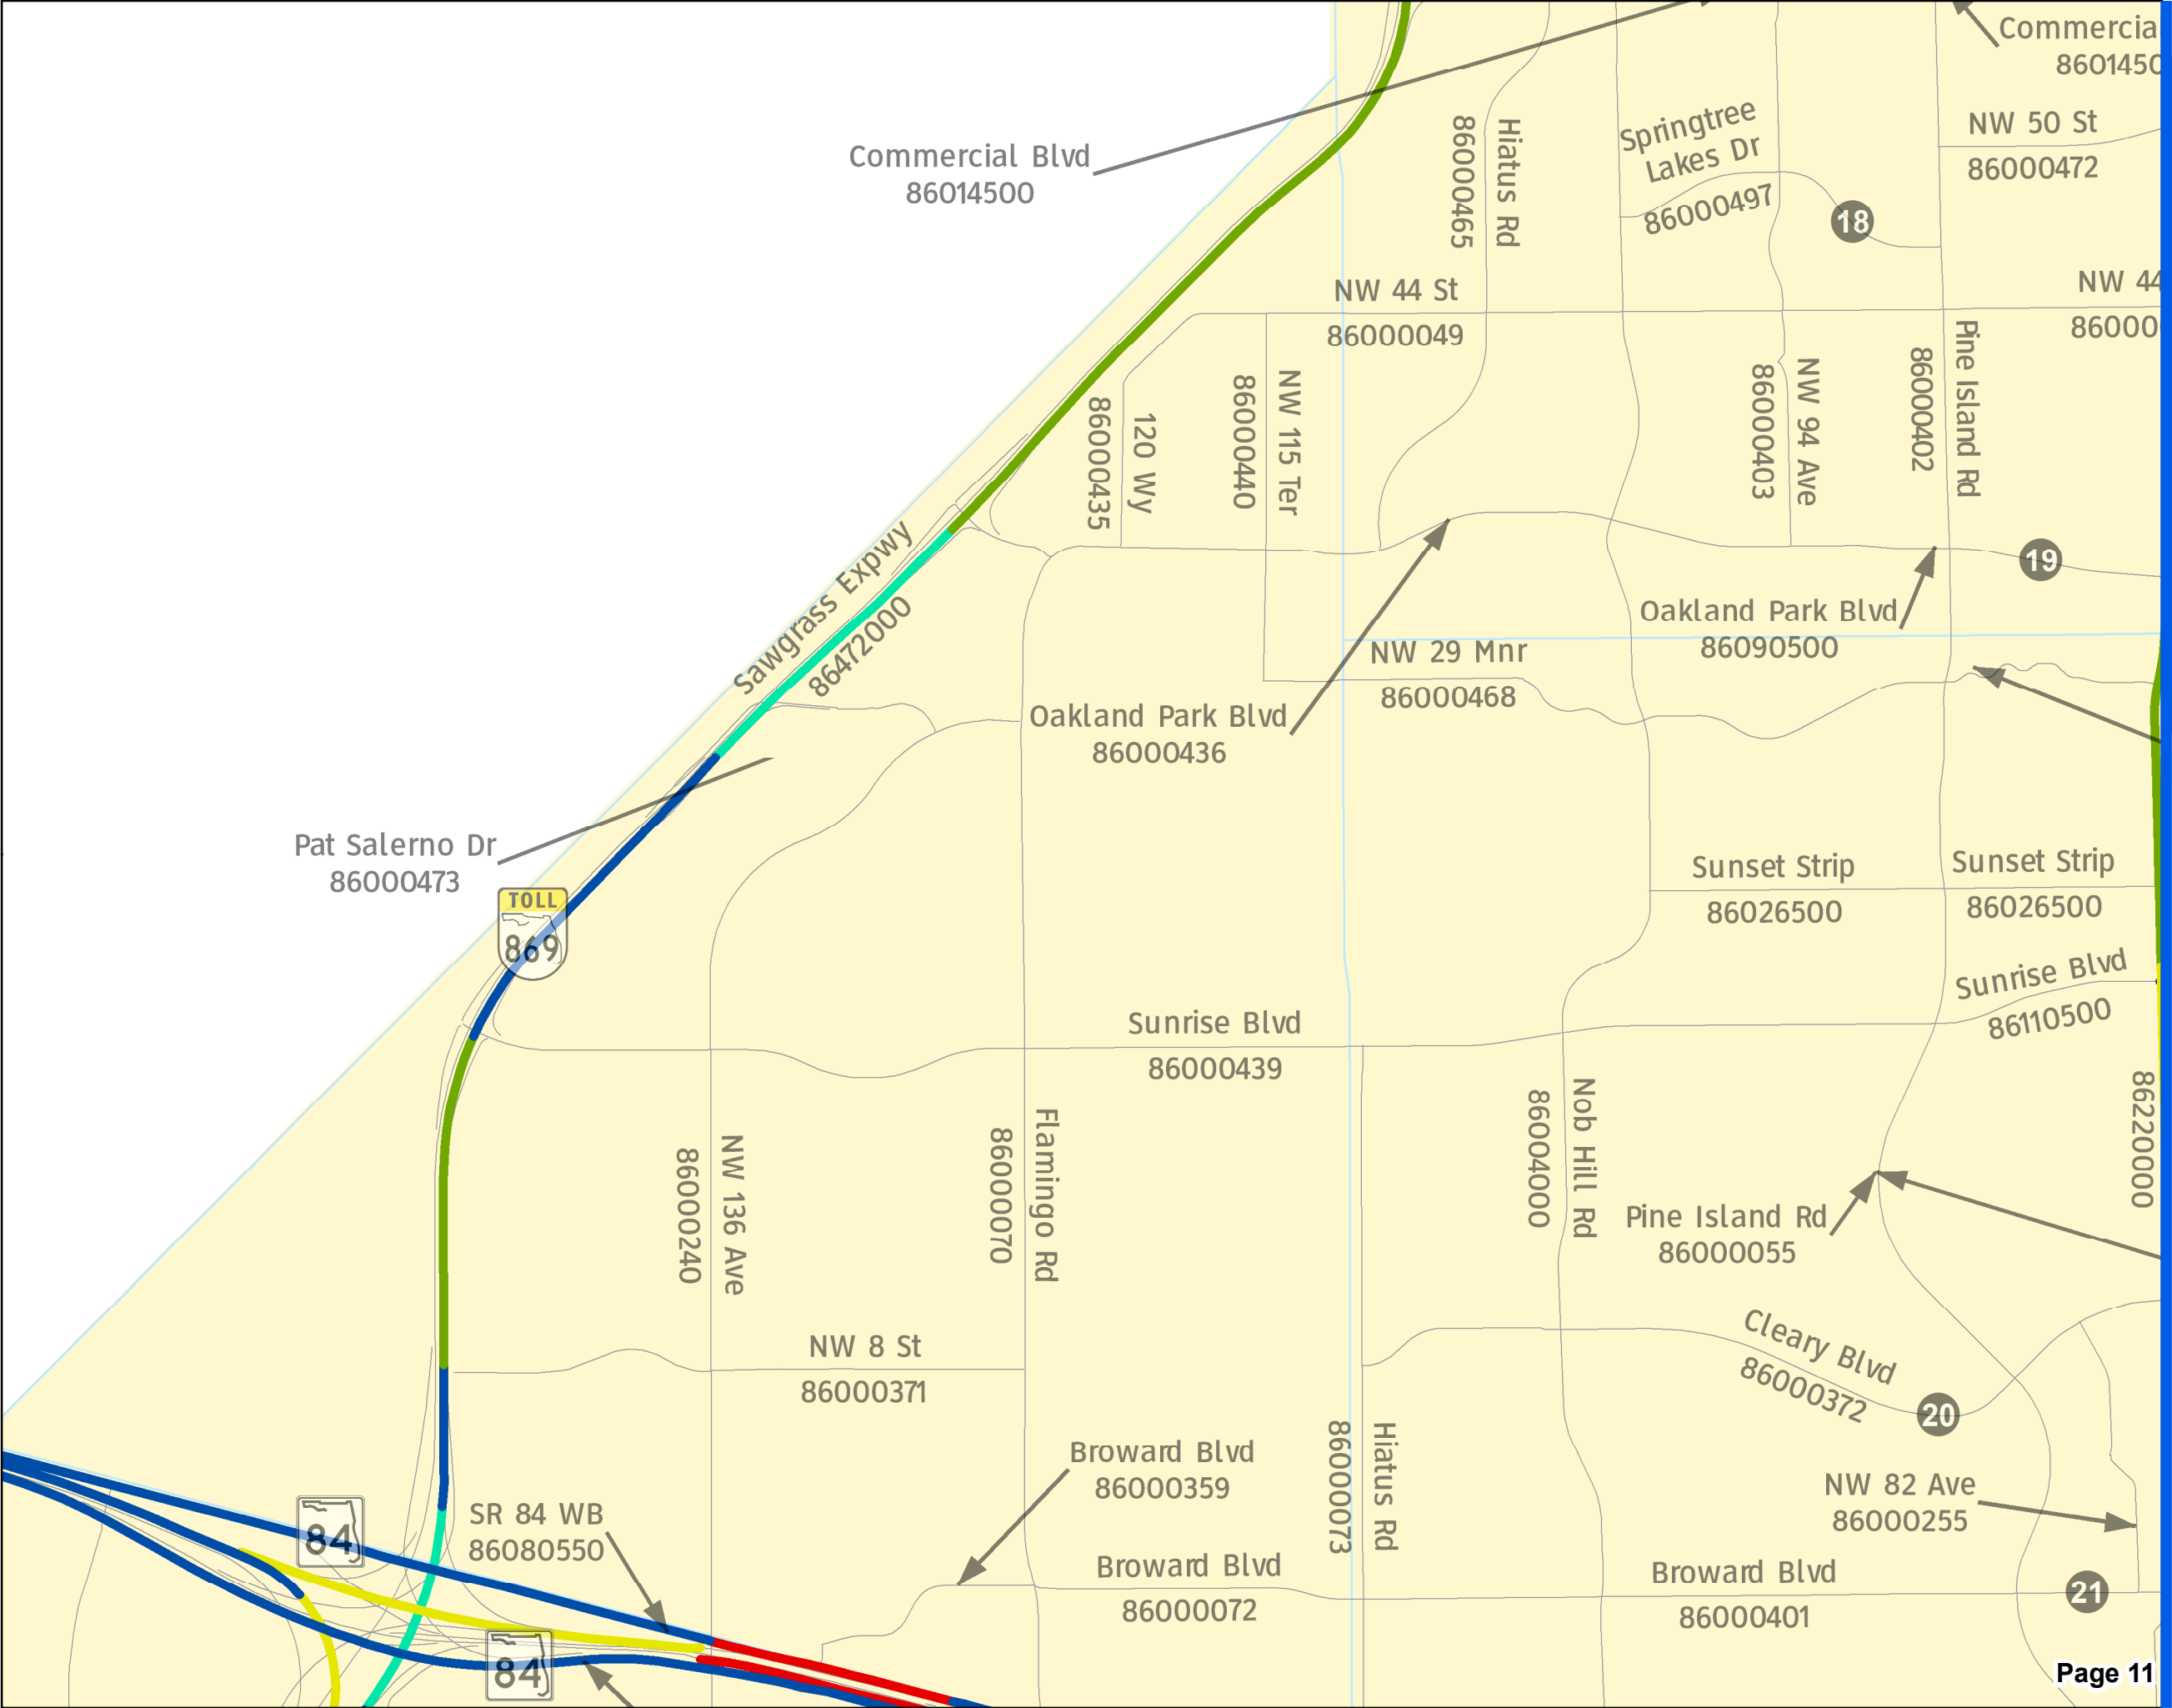 Commercia
8601450
Commercial Blvd
86014500
Hiatus Rd
86000465
Springtree
Lakes Dr
86000497
NW 50 St
86000472
18
NW 44 St
86000049
NW 44
86000
Pine Island Rd
86000402
NW 94 Ave
86000403
NW 115 Ter
86000440
120 Wy
86000435
Sawgrass Expwy
86472000
19
Oakland Park Blvd
86090500
NW 29 Mnr
86000468
Oakland Park Blvd
86000436
Pat Salerno Dr
86000473
TOLL
869
Sunset Strip
86026500
Sunset Strip
86026500
Sunrise Blvd
86110500
Sunrise Blvd
86000439
86220000
Nob Hill Rd
86004000
Flamingo Rd
86000070
NW 136 Ave
86000240
Pine Island Rd
86000055
Cleary Blvd
86000372
20
NW 8 St
86000371
Hiatus Rd
86000073
Broward Blvd
86000359
NW 82 Ave
86000255
SR 84 WB
86080550
84
Broward Blvd
86000072
Broward Blvd
86000401
21
84
Page 11